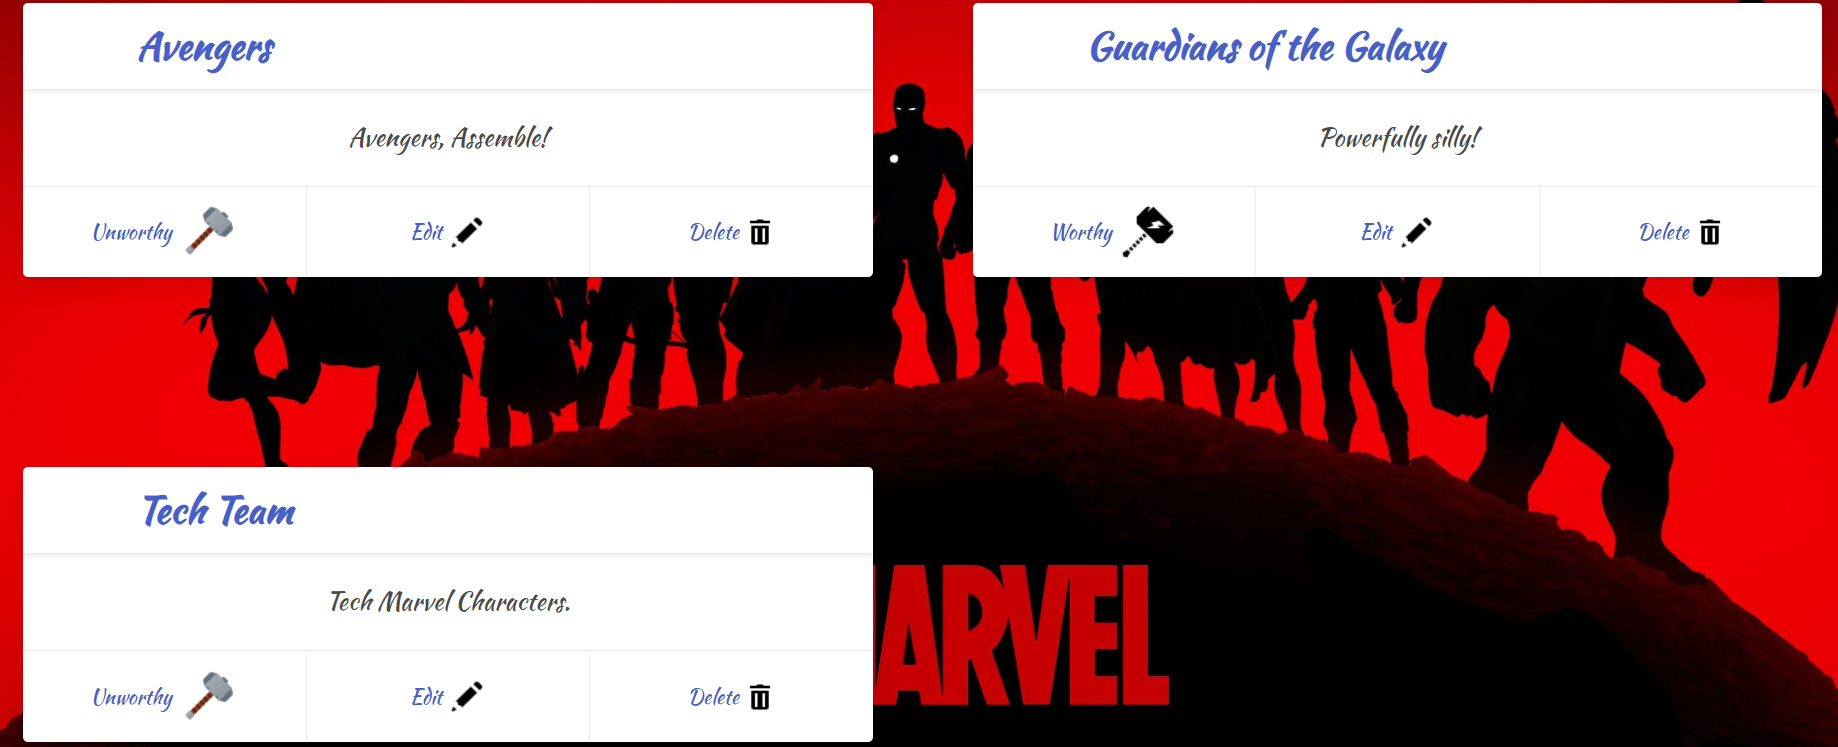 Avengers
Avengers, Assemble!
Unworthy Edit Delete
Guardians of the Galaxy
Powerfully silly!
Worthy Edit Delete
Tech Team
Tech Marvel Characters.
Unworthy Edit Delete
ARVEL